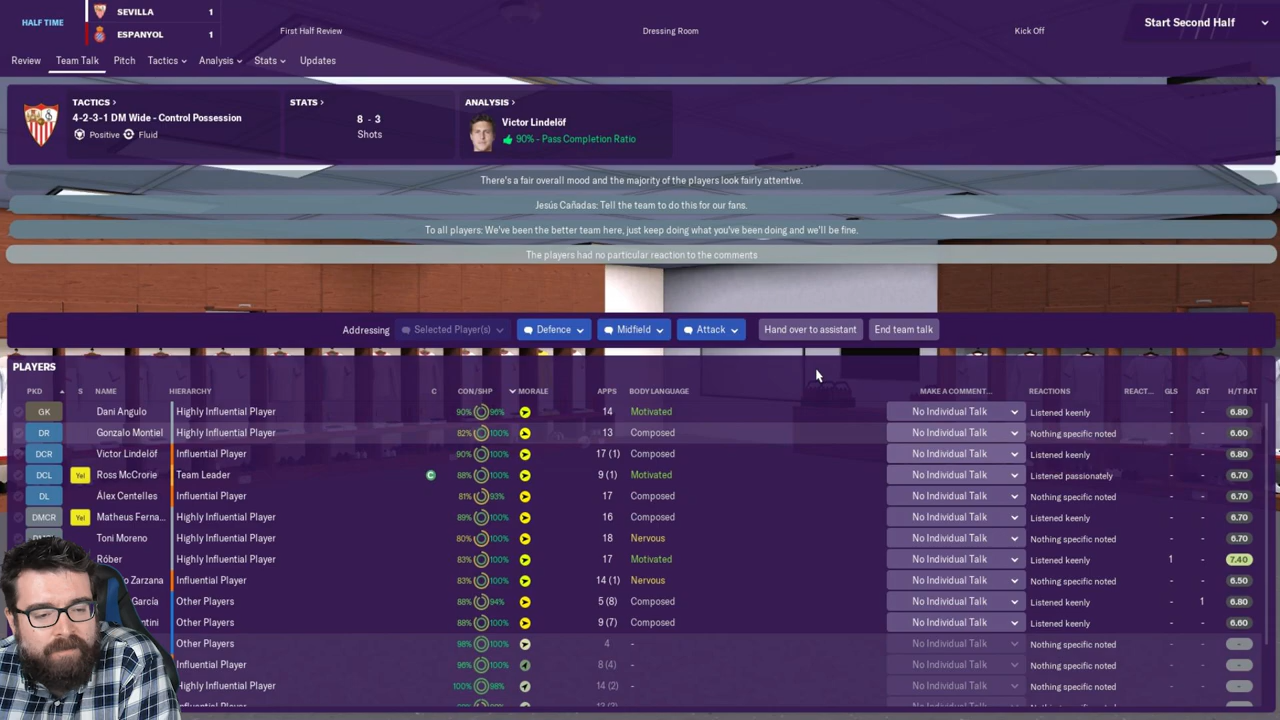 HALF TIME
SEVILLA 1
ESPANYOL 1
First Half Review Dressing Room Kick Off
Start Second Half
Review Team Talk Pitch Tactics Analysis Stats Updates
TACTICS
4-2-3-1 DM Wide - Control Possession
Positive Fluid
STATS
8 - 3
Shots
ANALYSIS
Victor Lindelöf
90% - Pass Completion Ratio
There's a fair overall mood and the majority of the players look fairly attentive.
Jesús Cañadas: Tell the team to do this for our fans.
To all players: We've been the better team here, just keep doing what you've been doing and we'll be fine.
The players had no particular reaction to the comments
Addressing Selected Player(s) Defence Midfield Attack Hand over to assistant End team talk
PLAYERS
PKD S NAME HIERARCHY C CON/SHP MORALE APPS BODY LANGUAGE MAKE A COMMENT... REACTIONS REACT... GLS AST H/T RAT
GK Dani Angulo Highly Influential Player 90% 96% 14 Motivated No Individual Talk Listened keenly - - 6.80
DR Gonzalo Montiel Highly Influential Player 82% 100% 13 Composed No Individual Talk Nothing specific noted - - 6.60
DCR Victor Lindelöf Influential Player 90% 100% 17 (1) Composed No Individual Talk Listened keenly - - 6.80
DCL Yel Ross McCrorie Team Leader C 88% 100% 9 (1) Motivated No Individual Talk Listened passionately - - 6.70
DL Álex Centelles Influential Player 81% 93% 17 Composed No Individual Talk Nothing specific noted - - 6.70
DMCR Yel Matheus Ferna... Highly Influential Player 89% 100% 16 Composed No Individual Talk Listened keenly - - 6.70
Toni Moreno Highly Influential Player 80% 100% 18 Nervous No Individual Talk Nothing specific noted - - 6.70
Róber Highly Influential Player 83% 100% 17 Motivated No Individual Talk Listened keenly 1 - 7.40
Zarzana Influential Player 83% 100% 14 (1) Nervous No Individual Talk Nothing specific noted - - 6.50
García Other Players 88% 94% 5 (8) Composed No Individual Talk Listened keenly - 1 6.80
Other Players 88% 100% 9 (7) Composed No Individual Talk Listened keenly - - 6.60
Other Players 98% 100% 4 - No Individual Talk Nothing specific noted - - -
Influential Player 96% 100% 8 (4) - No Individual Talk Nothing specific noted - - -
Highly Influential Player 100% 98% 14 (2) - No Individual Talk Nothing specific noted - - -